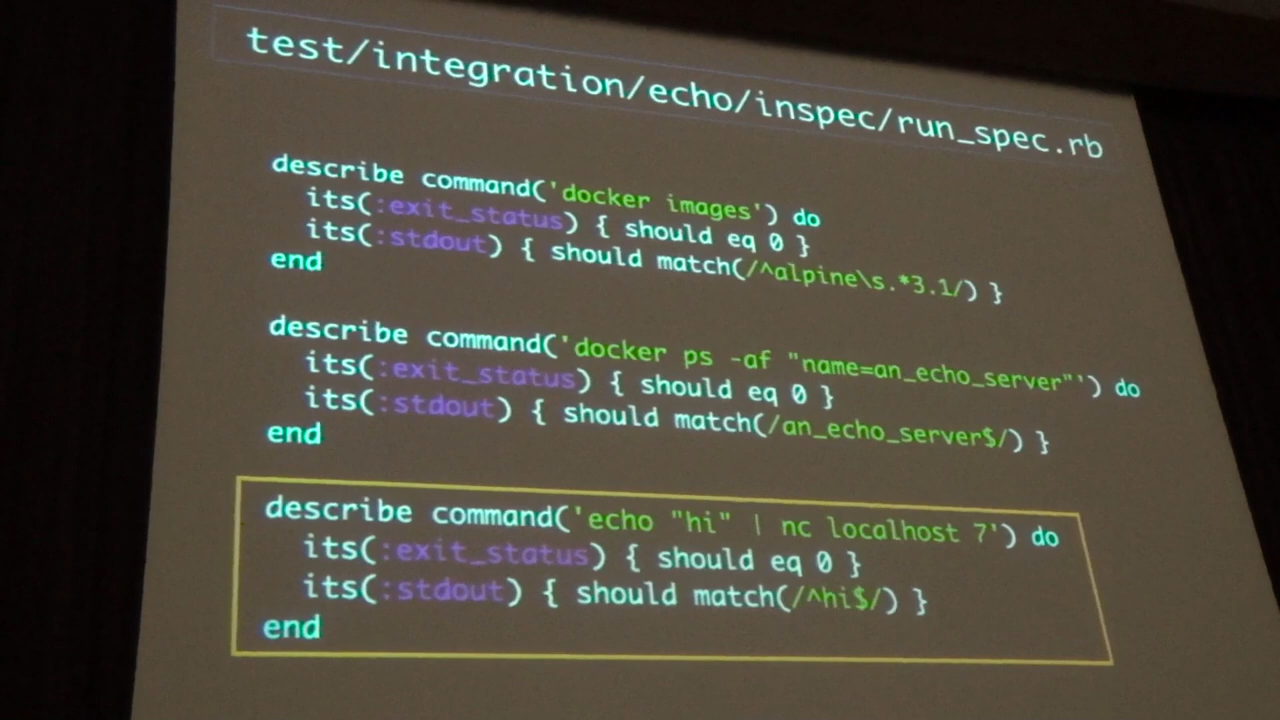 test/integration/echo/inspec/run_spec.rb
describe command('docker images') do
  its(:exit_status) { should eq 0 }
  its(:stdout) { should match(/^alpine\s.*3.1/) }
end
describe command('docker ps -af "name=an_echo_server"') do
  its(:exit_status) { should eq 0 }
  its(:stdout) { should match(/an_echo_server$/) }
end
describe command('echo "hi" | nc localhost 7') do
  its(:exit_status) { should eq 0 }
  its(:stdout) { should match(/^hi$/) }
end